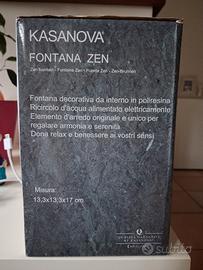 KASANOVA
FONTANA ZEN
Zen fountain - Fontaine Zen - Fuente Zen - Zen-Brunnen
Fontana decorativa da interno in poliresina
Ricircolo d'acqua alimentato elettricamente
Elemento d'arredo originale e unico per
regalare armonia e serenità
Dona relax e benessere ai vostri sensi
Misura:
13,3x13,3x17 cm
subito